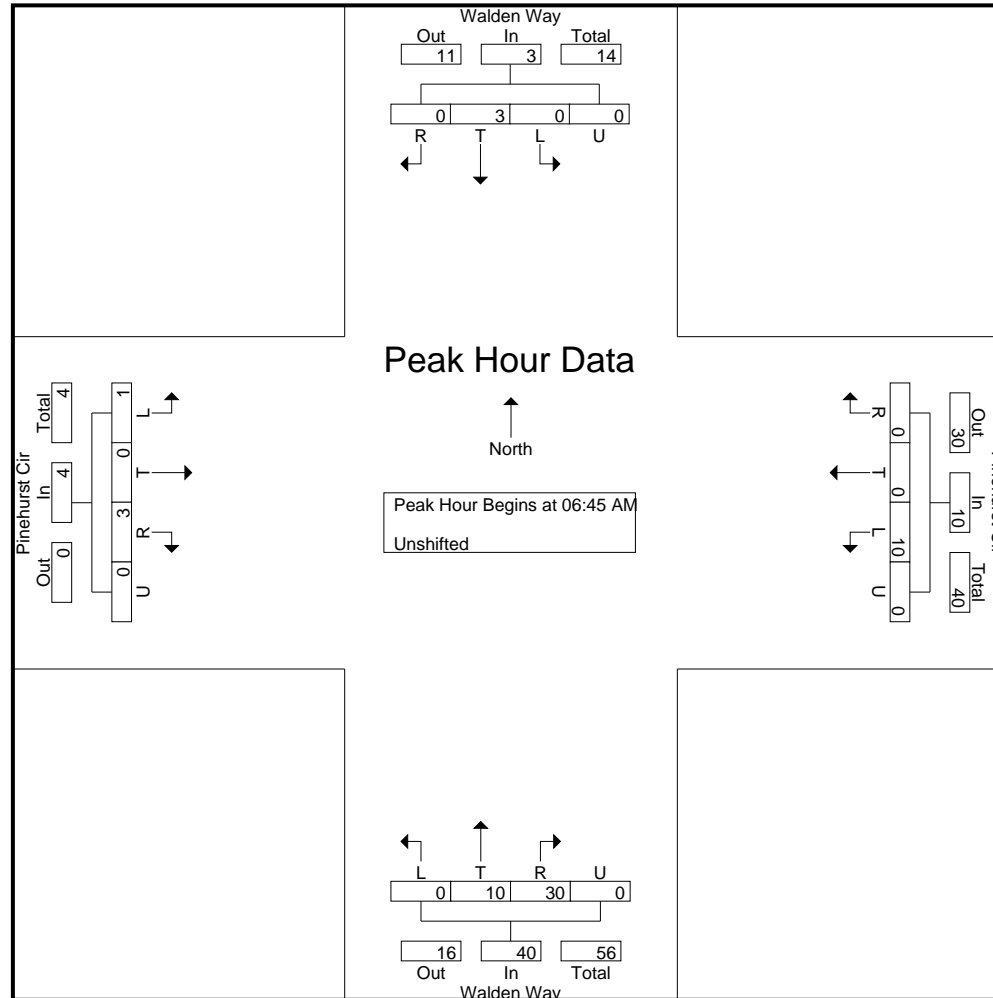 Walden Way
Out In Total
11 3 14
0 3 0 0
R T L U
Peak Hour Data
North
Peak Hour Begins at 06:45 AM
Unshifted
Pinehurst Cir
Total In Out
4 4 0
1 0 3 0
L T R U
R T L U
0 0 10 0
Out In Total
30 10 40
L T R U
0 10 30 0
16 40 56
Out In Total
Walden Way